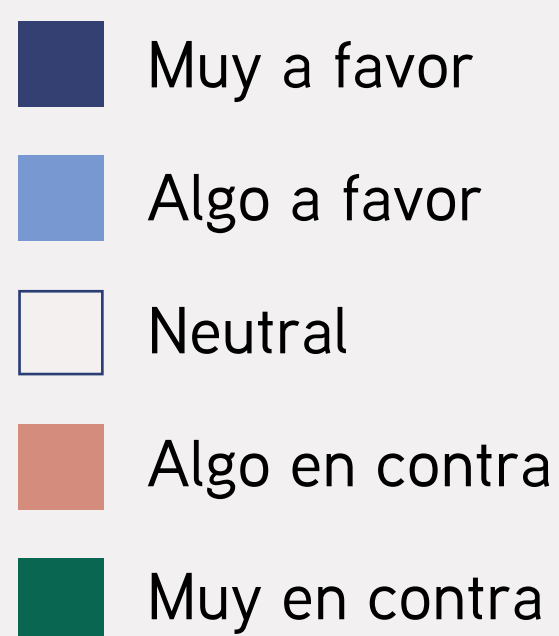 Muy a favor
Algo a favor
Neutral
Algo en contra
Muy en contra